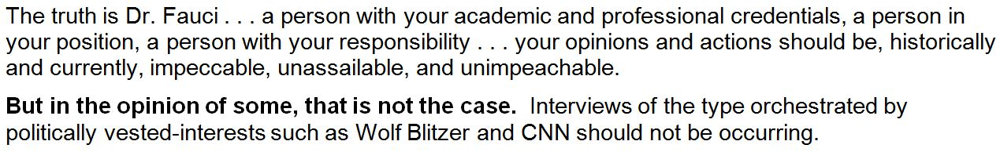 The truth is Dr. Fauci . . . a person with your academic and professional credentials, a person in
your position, a person with your responsibility . . . your opinions and actions should be, historically
and currently, impeccable, unassailable, and unimpeachable.
But in the opinion of some, that is not the case.  Interviews of the type orchestrated by
politically vested-interests such as Wolf Blitzer and CNN should not be occurring.